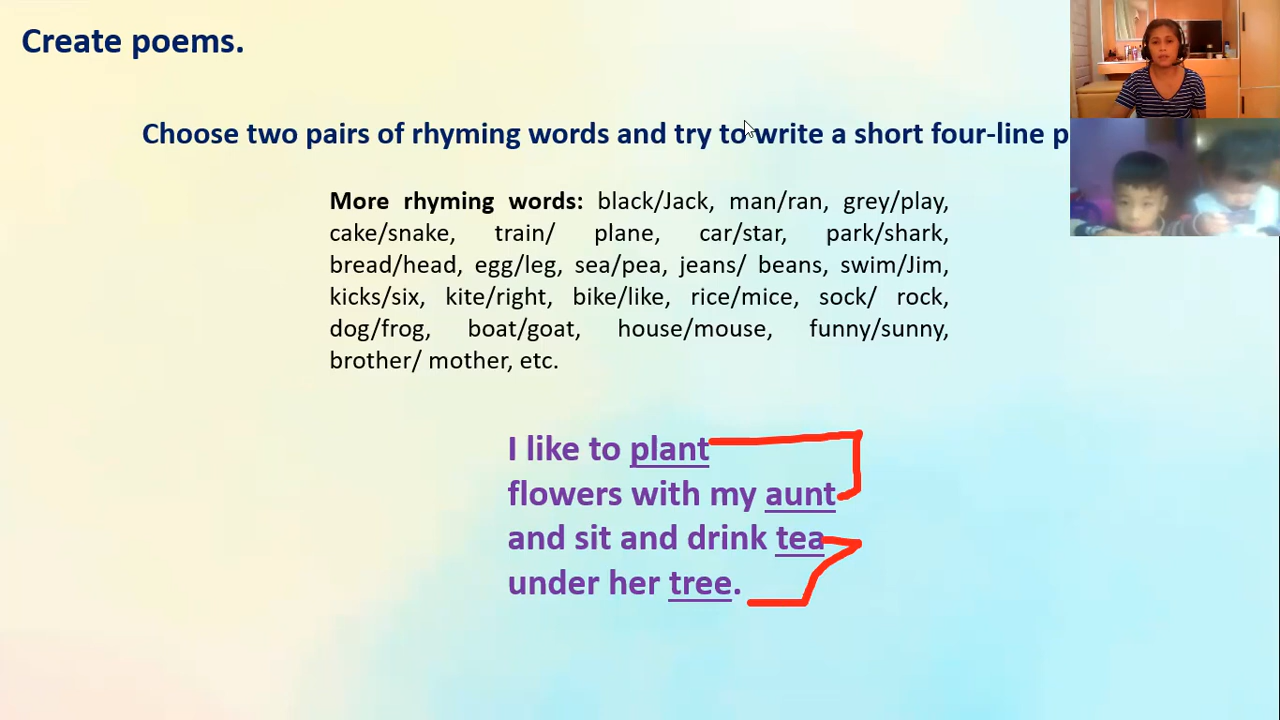 Create poems.
Choose two pairs of rhyming words and try to write a short four-line p
More rhyming words: black/Jack, man/ran, grey/play,
cake/snake, train/ plane, car/star, park/shark,
bread/head, egg/leg, sea/pea, jeans/ beans, swim/Jim,
kicks/six, kite/right, bike/like, rice/mice, sock/ rock,
dog/frog, boat/goat, house/mouse, funny/sunny,
brother/ mother, etc.
I like to plant
flowers with my aunt
and sit and drink tea
under her tree.